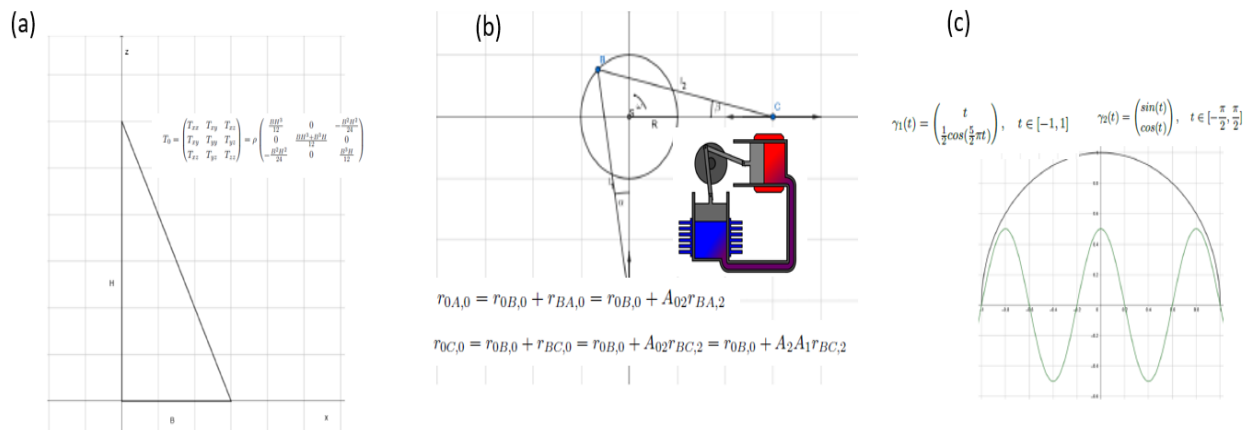 (a)
z
$T_0 = \begin{pmatrix} T_{xx} & T_{xy} & T_{xz} \\ T_{xy} & T_{yy} & T_{yz} \\ T_{xz} & T_{yz} & T_{zz} \end{pmatrix} = \rho \begin{pmatrix} \frac{BH^3}{12} & 0 & -\frac{B^2H^2}{24} \\ 0 & \frac{BH^3+B^3H}{12} & 0 \\ -\frac{B^2H^2}{24} & 0 & \frac{B^3H}{12} \end{pmatrix}$
H
B
x
(b)
B
l_2
C
β
R
α
$r_{0A,0} = r_{0B,0} + r_{BA,0} = r_{0B,0} + A_{02}r_{BA,2}$
$r_{0C,0} = r_{0B,0} + r_{BC,0} = r_{0B,0} + A_{02}r_{BC,2} = r_{0B,0} + A_2A_1r_{BC,2}$
(c)
$\gamma_1(t) = \begin{pmatrix} t \\ \frac{1}{2}cos(\frac{5}{2}\pi t) \end{pmatrix}, \quad t \in [-1, 1]$
$\gamma_2(t) = \begin{pmatrix} sin(t) \\ cos(t) \end{pmatrix}, \quad t \in [-\frac{\pi}{2}, \frac{\pi}{2}]$